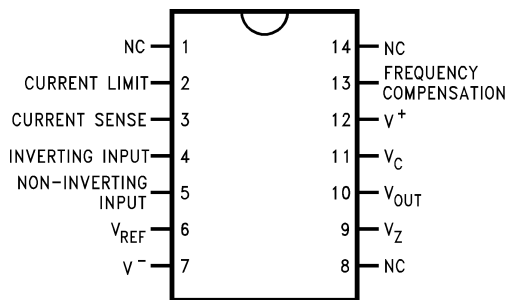 NC 1 14 NC
CURRENT LIMIT 2 13 FREQUENCY
COMPENSATION
CURRENT SENSE 3 12 V+
INVERTING INPUT 4 11 VC
NON-INVERTING
INPUT 5 10 VOUT
VREF 6 9 VZ
V- 7 8 NC